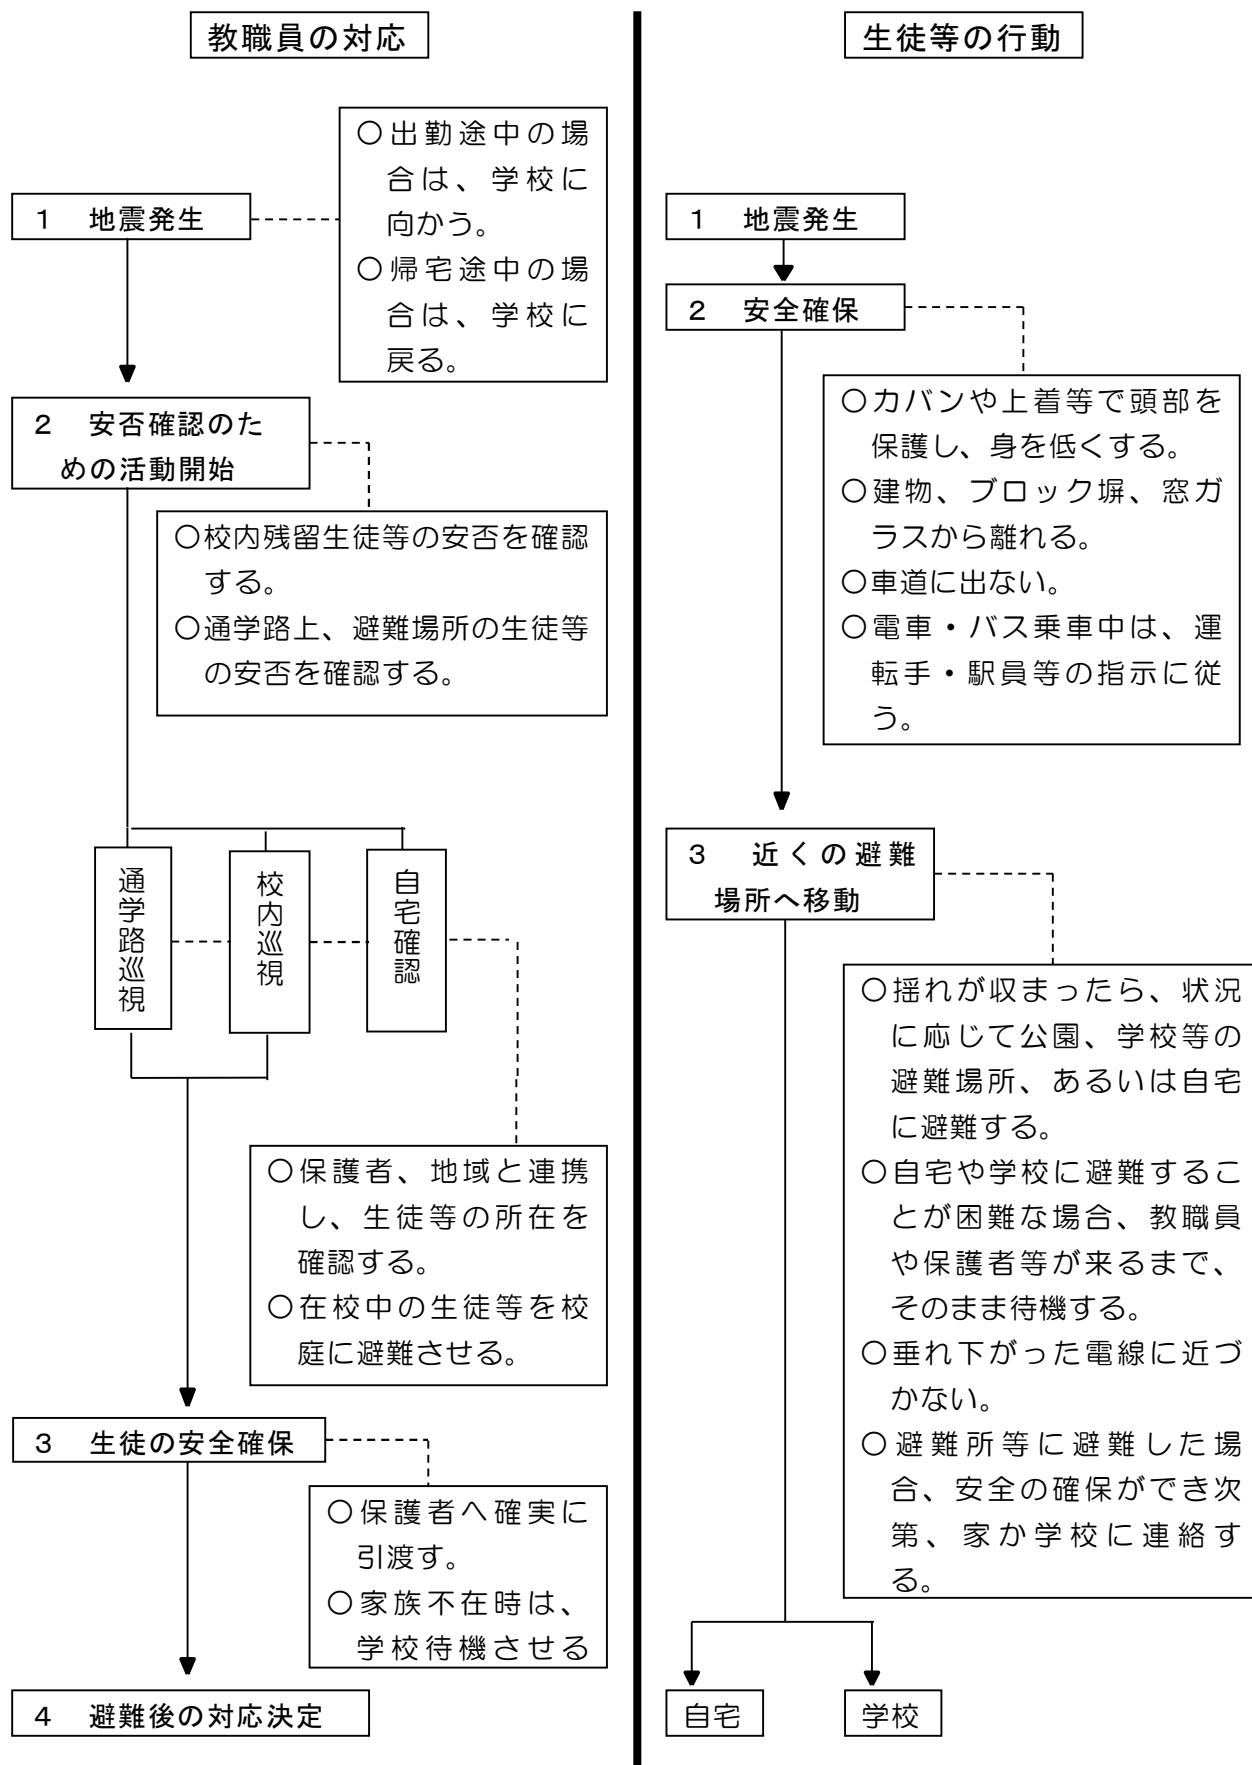 教職員の対応
〇出勤途中の場
合は、学校に
向かう。
〇帰宅途中の場
合は、学校に
戻る。
１　地震発生
２　安否確認のた
めの活動開始
〇校内残留生徒等の安否を確認
する。
〇通学路上、避難場所の生徒等
の安否を確認する。
通学路巡視
校内巡視
自宅確認
〇保護者、地域と連携
し、生徒等の所在を
確認する。
〇在校中の生徒等を校
庭に避難させる。
３　生徒の安全確保
〇保護者へ確実に
引渡す。
〇家族不在時は、
学校待機させる
４　避難後の対応決定
生徒等の行動
１　地震発生
２　安全確保
〇カバンや上着等で頭部を
保護し、身を低くする。
〇建物、ブロック塀、窓ガ
ラスから離れる。
〇車道に出ない。
〇電車・バス乗車中は、運
転手・駅員等の指示に従
う。
３　近くの避難
場所へ移動
〇揺れが収まったら、状況
に応じて公園、学校等の
避難場所、あるいは自宅
に避難する。
〇自宅や学校に避難するこ
とが困難な場合、教職員
や保護者等が来るまで、
そのまま待機する。
〇垂れ下がった電線に近づ
かない。
〇避難所等に避難した場
合、安全の確保ができ次
第、家か学校に連絡す
る。
自宅
学校